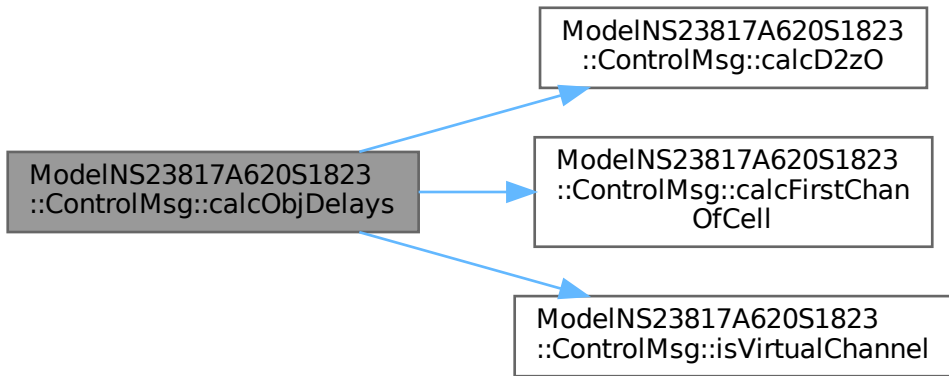 ModelNS23817A620S1823
::ControlMsg::calcObjDelays
ModelNS23817A620S1823
::ControlMsg::calcD2zO
ModelNS23817A620S1823
::ControlMsg::calcFirstChan
OfCell
ModelNS23817A620S1823
::ControlMsg::isVirtualChannel